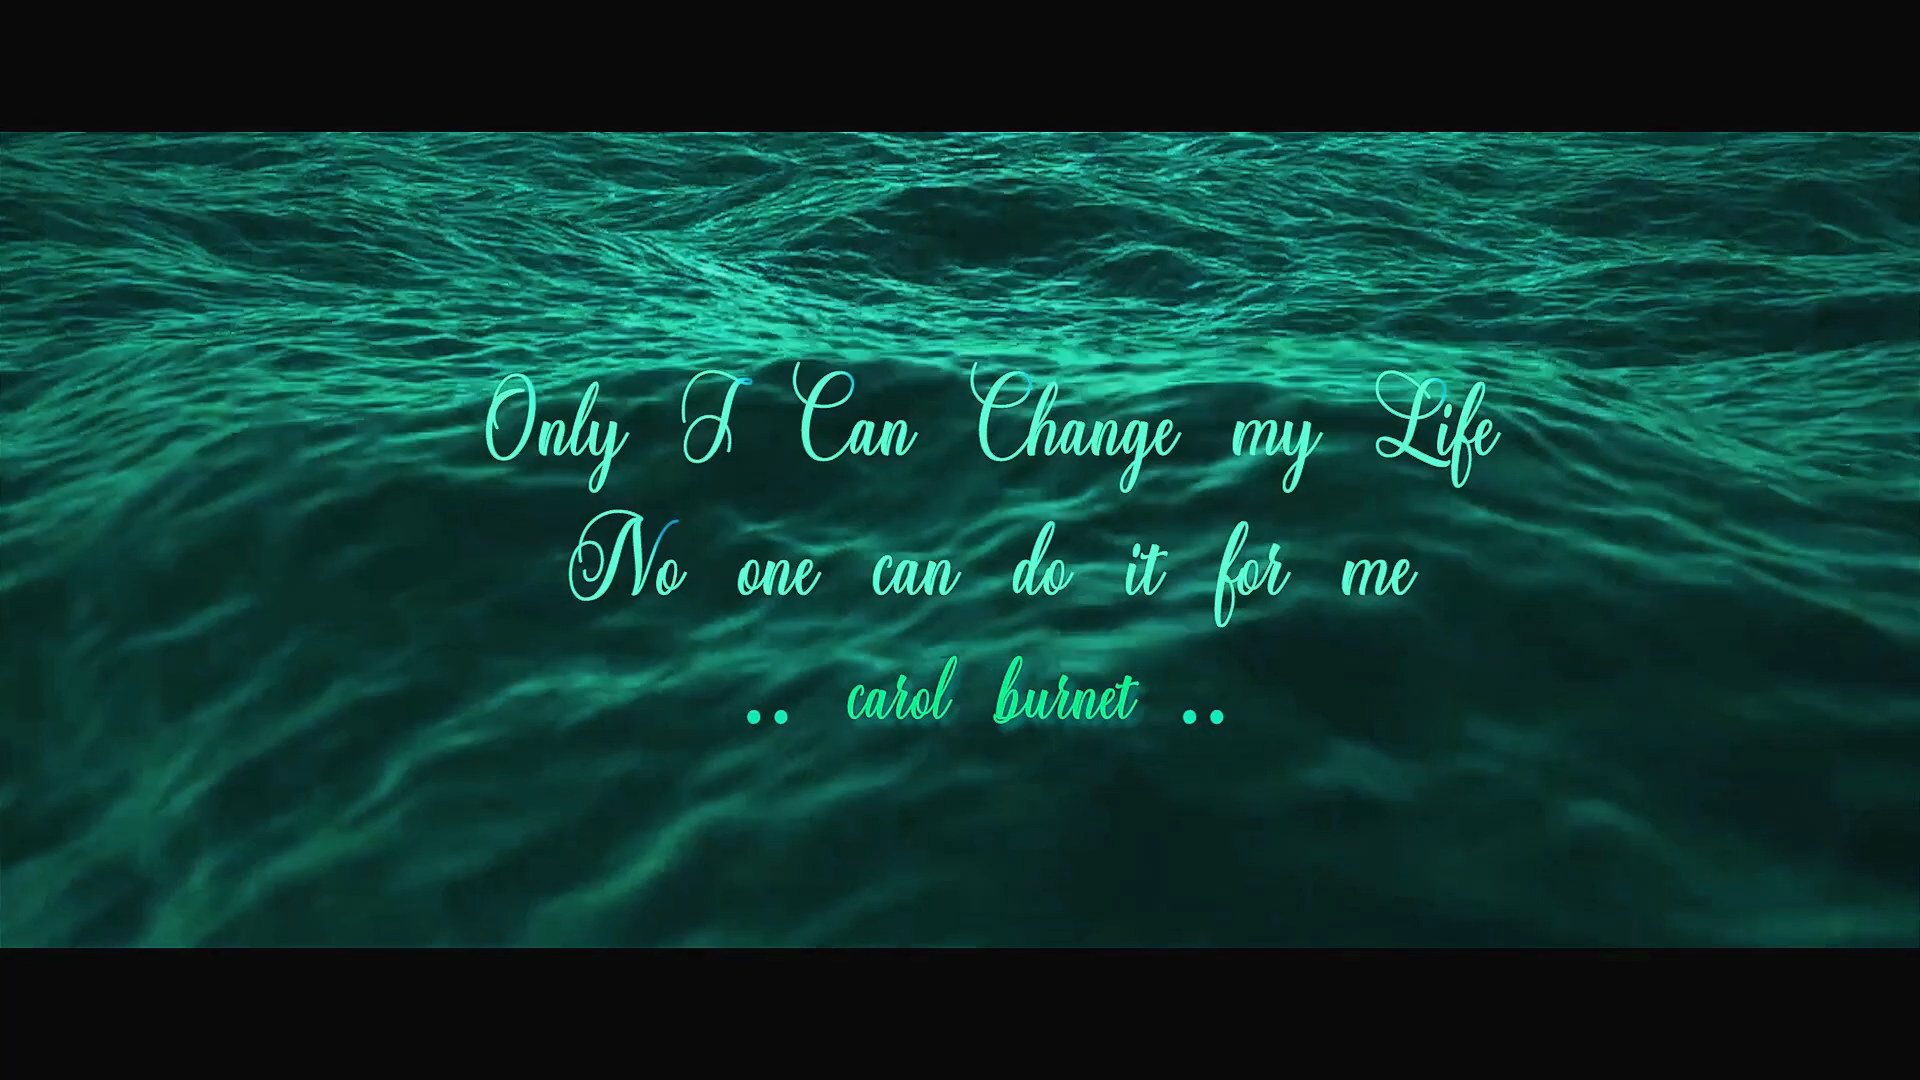 Only I Can Change my Life
No one can do it for me
.. carol burnet ..